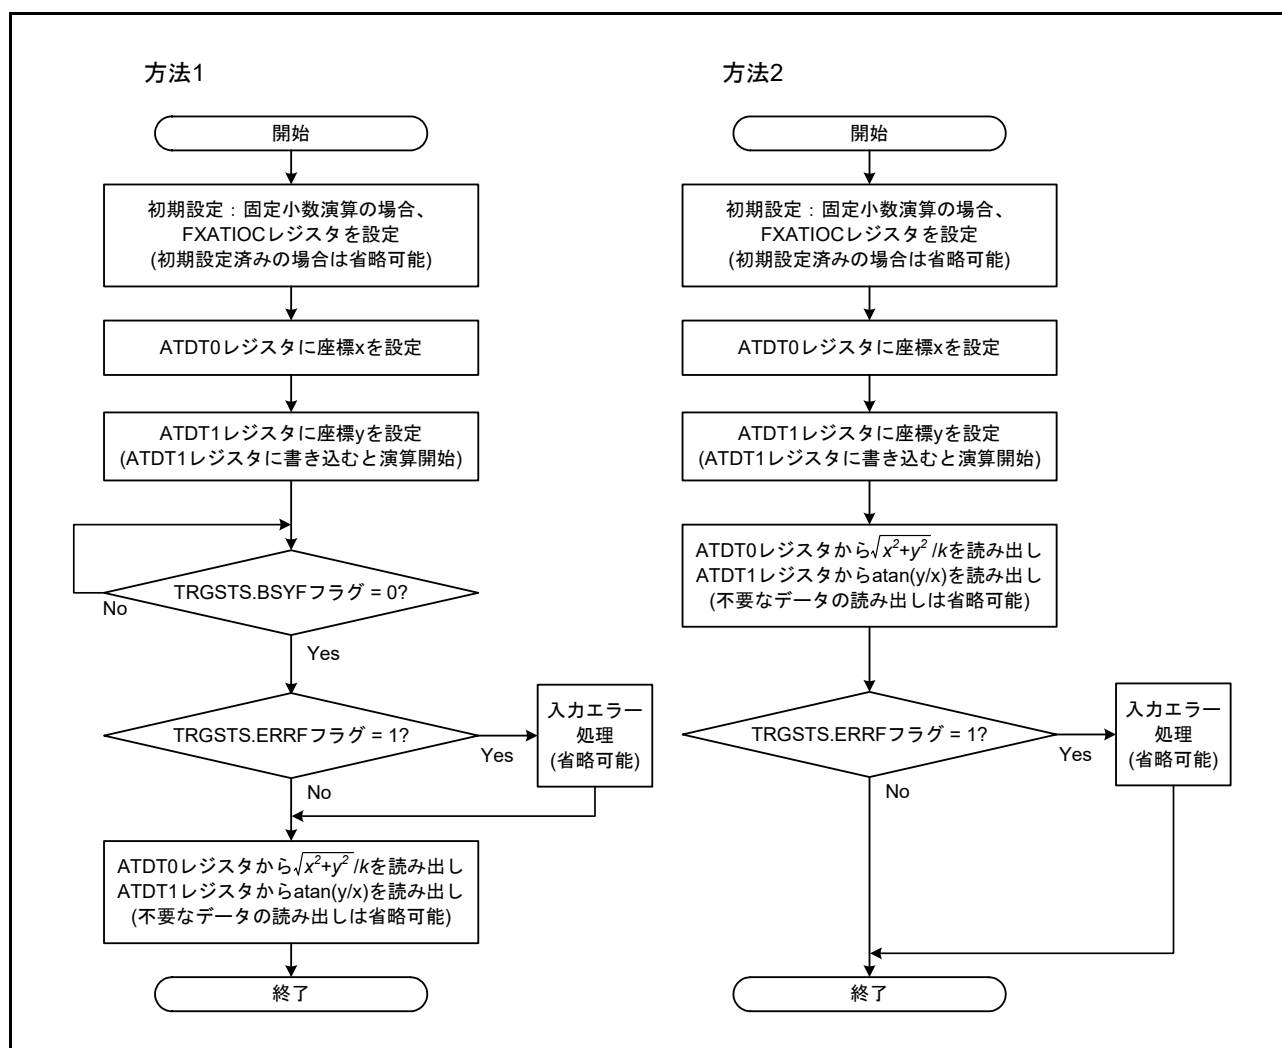 方法1
開始
初期設定：固定小数演算の場合、
FXATIOCレジスタを設定
(初期設定済みの場合は省略可能)
ATDT0レジスタに座標xを設定
ATDT1レジスタに座標yを設定
(ATDT1レジスタに書き込むと演算開始)
TRGSTS.BSYFフラグ = 0?
No
Yes
TRGSTS.ERRFフラグ = 1?
Yes
入力エラー
処理
(省略可能)
No
ATDT0レジスタから√x²+y² /kを読み出し
ATDT1レジスタからatan(y/x)を読み出し
(不要なデータの読み出しは省略可能)
終了
方法2
開始
初期設定：固定小数演算の場合、
FXATIOCレジスタを設定
(初期設定済みの場合は省略可能)
ATDT0レジスタに座標xを設定
ATDT1レジスタに座標yを設定
(ATDT1レジスタに書き込むと演算開始)
ATDT0レジスタから√x²+y² /kを読み出し
ATDT1レジスタからatan(y/x)を読み出し
(不要なデータの読み出しは省略可能)
TRGSTS.ERRFフラグ = 1?
Yes
入力エラー
処理
(省略可能)
No
終了